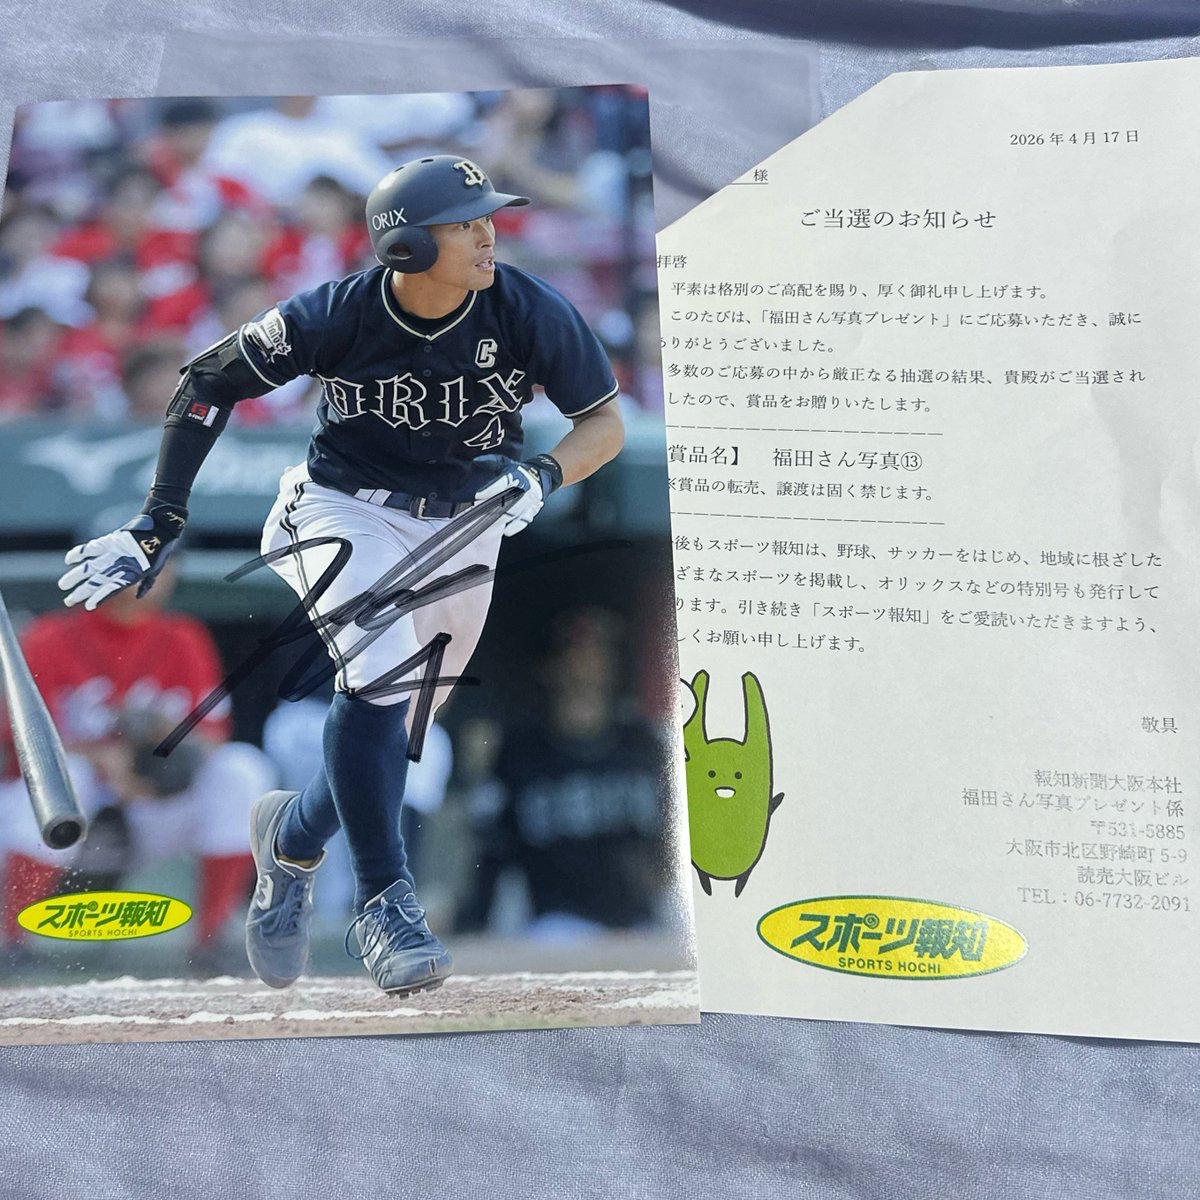 ORIX
B
C
ORIX
4
スポーツ報知
SPORTS HOCHI
2026年4月17日
様
ご当選のお知らせ
拝啓
平素は格別のご高配を賜り、厚く御礼申し上げます。
このたびは、「福田さん写真プレゼント」にご応募いただき、誠に
りがとうございました。
多数のご応募の中から厳正なる抽選の結果、貴殿がご当選され
したので、賞品をお贈りいたします。
賞品名】 福田さん写真⑬
※賞品の転売、譲渡は固く禁じます。
後もスポーツ報知は、野球、サッカーをはじめ、地域に根ざした
ざまなスポーツを掲載し、オリックスなどの特別号も発行して
ります。引き続き「スポーツ報知」をご愛読いただきますよう、
しくお願い申し上げます。
敬具
報知新聞大阪本社
福田さん写真プレゼント係
〒531-5885
大阪市北区野崎町5-9
読売大阪ビル
TEL：06-7732-2091
スポーツ報知
SPORTS HOCHI